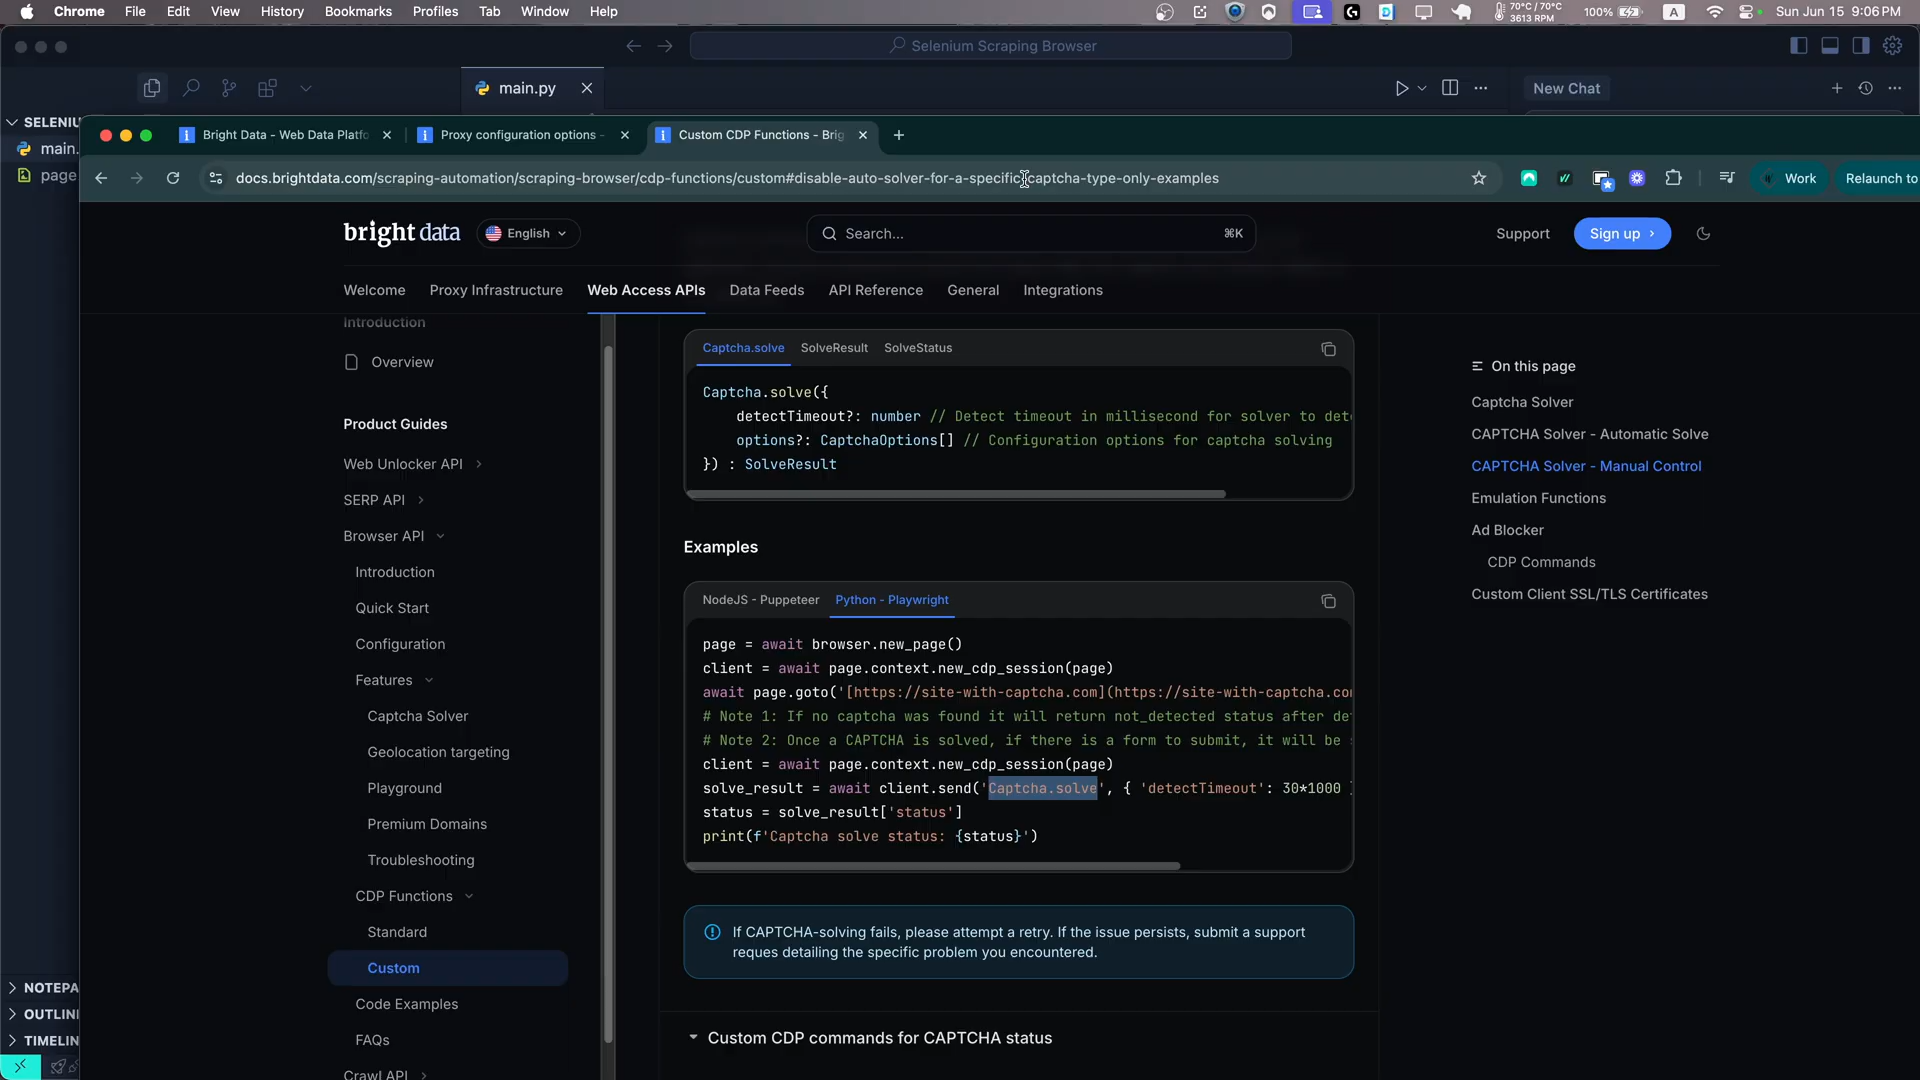 Chrome File Edit View History Bookmarks Profiles Tab Window Help
70°C / 70°C
3613 RPM
100%
A
Sun Jun 15 9:06 PM
Selenium Scraping Browser
main.py
New Chat
SELENIU
main.
page
Bright Data - Web Data Platfo
Proxy configuration options -
Custom CDP Functions - Brig
docs.brightdata.com/scraping-automation/scraping-browser/cdp-functions/custom#disable-auto-solver-for-a-specific-captcha-type-only-examples
Work
Relaunch to
bright data
English
Search...
⌘K
Support
Sign up ›
Welcome
Proxy Infrastructure
Web Access APIs
Data Feeds
API Reference
General
Integrations
Introduction
Overview
Product Guides
Web Unlocker API
SERP API
Browser API
Introduction
Quick Start
Configuration
Features
Captcha Solver
Geolocation targeting
Playground
Premium Domains
Troubleshooting
CDP Functions
Standard
Custom
Code Examples
FAQs
Crawl API
Captcha.solve SolveResult SolveStatus
Captcha.solve({
detectTimeout?: number // Detect timeout in millisecond for solver to det
options?: CaptchaOptions[] // Configuration options for captcha solving
}) : SolveResult
Examples
NodeJS - Puppeteer Python - Playwright
page = await browser.new_page()
client = await page.context.new_cdp_session(page)
await page.goto('[https://site-with-captcha.com](https://site-with-captcha.co
# Note 1: If no captcha was found it will return not_detected status after de
# Note 2: Once a CAPTCHA is solved, if there is a form to submit, it will be
client = await page.context.new_cdp_session(page)
solve_result = await client.send('Captcha.solve', { 'detectTimeout': 30*1000
status = solve_result['status']
print(f'Captcha solve status: {status}')
If CAPTCHA-solving fails, please attempt a retry. If the issue persists, submit a support
reques detailing the specific problem you encountered.
Custom CDP commands for CAPTCHA status
On this page
Captcha Solver
CAPTCHA Solver - Automatic Solve
CAPTCHA Solver - Manual Control
Emulation Functions
Ad Blocker
CDP Commands
Custom Client SSL/TLS Certificates
NOTEPA
OUTLIN
TIMELIN